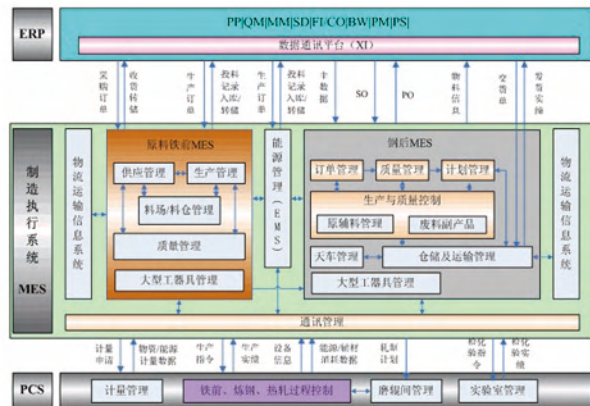 ERP
PP|QM|MM|SD|FI/CO|BW|PM|PS|
数据通讯平台（XI）
采购订单
收货转储
生产订单
投料记录入库/转储
生产订单
投料记录入库/转储
主数据
SO
PO
物料信息
交货单
发货实绩
制造执行系统 MES
物流运输信息系统
原料铁前MES
供应管理
生产管理
料场/料仓管理
质量管理
大型工器具管理
能源管理(EMS)
钢后MES
订单管理
质量管理
计划管理
生产与质量控制
原辅料管理
废料副产品
天车管理
仓储及运输管理
大型工器具管理
物流运输信息系统
通讯管理
计量申请
物资/能源计量数据
生产指令
生产实绩
设备信息
能源/辅材消耗数据
轧制计划
检化验指令
检化验实绩
PCS
计量管理
铁前、炼钢、热轧过程控制
磨辊间管理
实验室管理